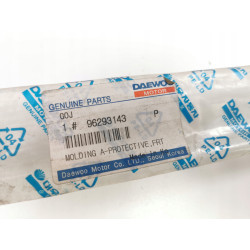 DAEWOO
MOTOR
GENUINE PARTS
00J
1 # 96293143 P
MOLDING A-PROTECTIVE,FRT
Daewoo Motor Co. LTD., Seoul Korea